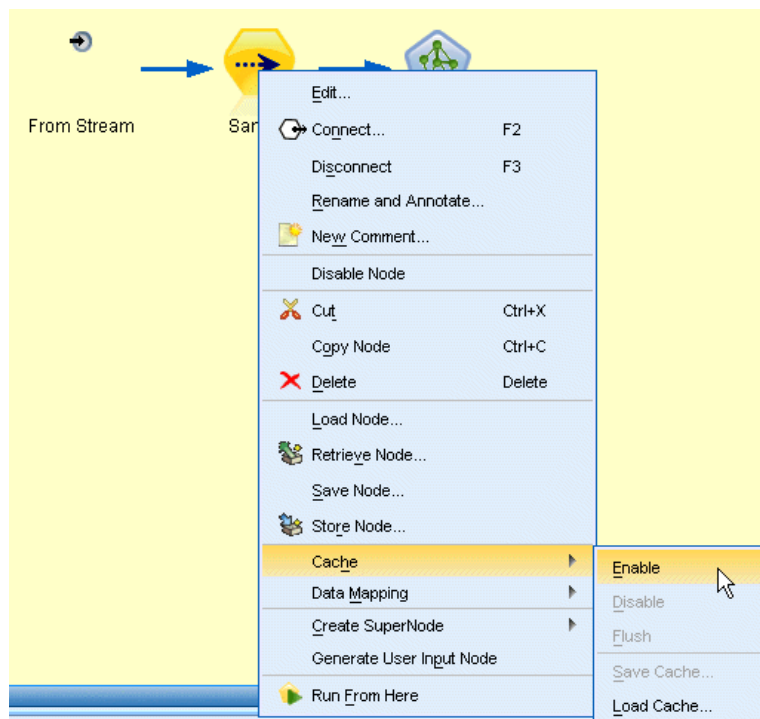 From Stream
Edit...
Connect... F2
Disconnect F3
Rename and Annotate...
New Comment...
Disable Node
Cut Ctrl+X
Copy Node Ctrl+C
Delete Delete
Load Node...
Retrieve Node...
Save Node...
Store Node...
Cache
Data Mapping
Create SuperNode
Generate User Input Node
Run From Here
Enable
Disable
Flush
Save Cache...
Load Cache...